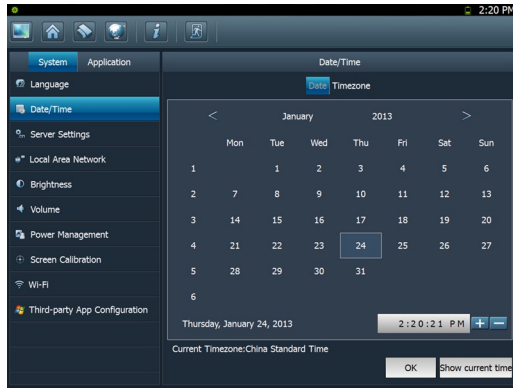 2:20 PM
System Application
Date/Time
Language
Date Timezone
Date/Time
< January 2013 >
Server Settings
Mon Tue Wed Thu Fri Sat Sun
Local Area Network
1 1 2 3 4 5 6
Brightness
2 7 8 9 10 11 12 13
Volume
3 14 15 16 17 18 19 20
Power Management
4 21 22 23 24 25 26 27
Screen Calibration
5 28 29 30 31
Wi-Fi
6
Third-party App Configuration
Thursday, January 24, 2013 2:20:21 PM + −
Current Timezone:China Standard Time
OK Show current time